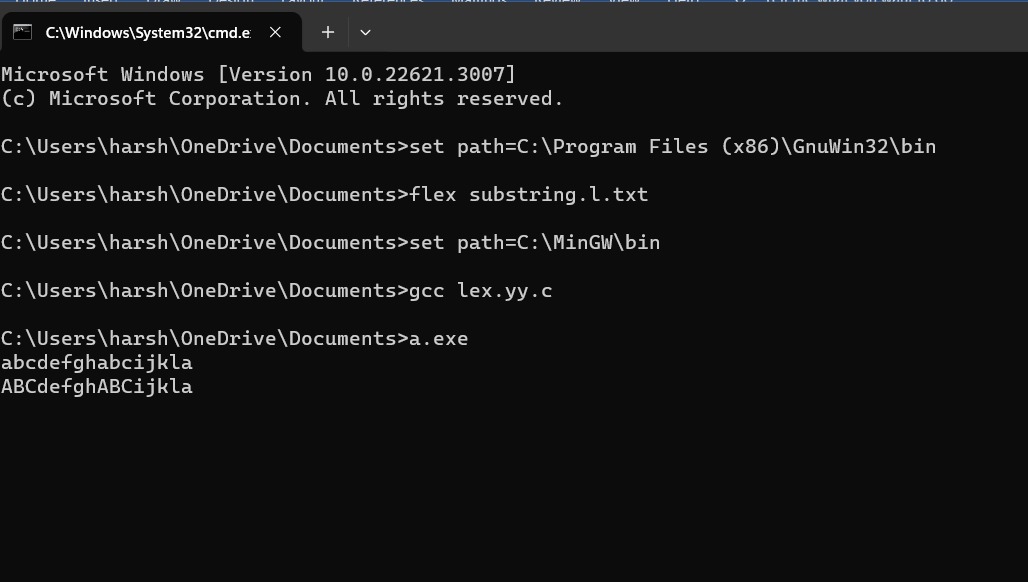 C:\Windows\System32\cmd.e
Microsoft Windows [Version 10.0.22621.3007]
(c) Microsoft Corporation. All rights reserved.
C:\Users\harsh\OneDrive\Documents>set path=C:\Program Files (x86)\GnuWin32\bin
C:\Users\harsh\OneDrive\Documents>flex substring.l.txt
C:\Users\harsh\OneDrive\Documents>set path=C:\MinGW\bin
C:\Users\harsh\OneDrive\Documents>gcc lex.yy.c
C:\Users\harsh\OneDrive\Documents>a.exe
abcdefghabcijkla
ABCdefghABCijkla